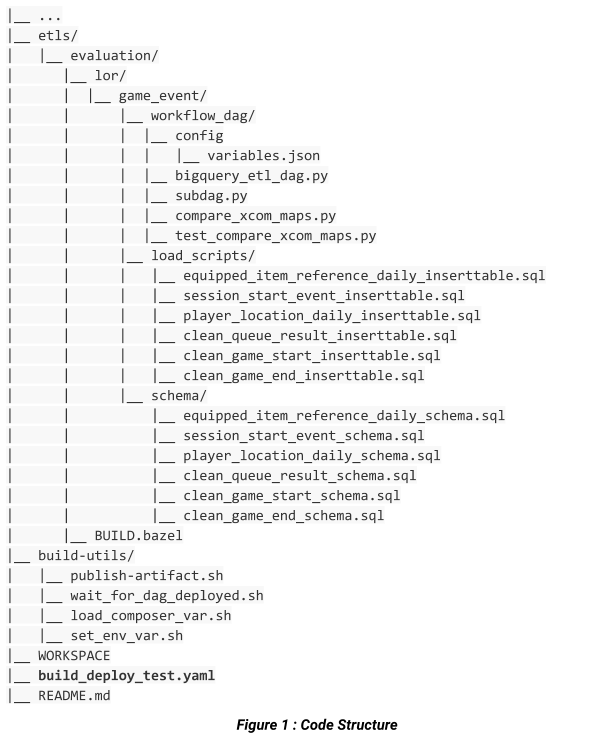 |__ ...
|__ etls/
|   |__ evaluation/
|      |__ lor/
|      |  |__ game_event/
|      |      |__ workflow_dag/
|      |      |  |__ config
|      |      |  |   |__ variables.json
|      |      |  |__ bigquery_etl_dag.py
|      |      |  |__ subdag.py
|      |      |  |__ compare_xcom_maps.py
|      |      |  |__ test_compare_xcom_maps.py
|      |      |__ load_scripts/
|      |          |__ equipped_item_reference_daily_inserttable.sql
|      |          |__ session_start_event_inserttable.sql
|      |          |__ player_location_daily_inserttable.sql
|      |          |__ clean_queue_result_inserttable.sql
|      |          |__ clean_game_start_inserttable.sql
|      |          |__ clean_game_end_inserttable.sql
|      |      |__ schema/
|      |          |__ equipped_item_reference_daily_schema.sql
|      |          |__ session_start_event_schema.sql
|      |          |__ player_location_daily_schema.sql
|      |          |__ clean_queue_result_schema.sql
|      |          |__ clean_game_start_schema.sql
|      |          |__ clean_game_end_schema.sql
|      |__ BUILD.bazel
|__ build-utils/
|   |__ publish-artifact.sh
|   |__ wait_for_dag_deployed.sh
|   |__ load_composer_var.sh
|   |__ set_env_var.sh
|__ WORKSPACE
|__ build_deploy_test.yaml
|__ README.md
Figure 1 : Code Structure